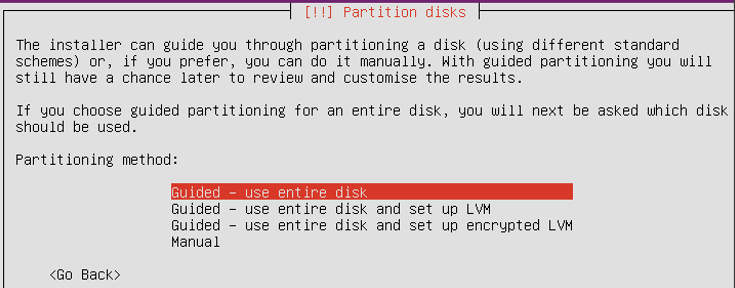 [!!] Partition disks
The installer can guide you through partitioning a disk (using different standard
schemes) or, if you prefer, you can do it manually. With guided partitioning you will
still have a chance later to review and customise the results.
If you choose guided partitioning for an entire disk, you will next be asked which disk
should be used.
Partitioning method:
Guided - use entire disk
Guided - use entire disk and set up LVM
Guided - use entire disk and set up encrypted LVM
Manual
<Go Back>